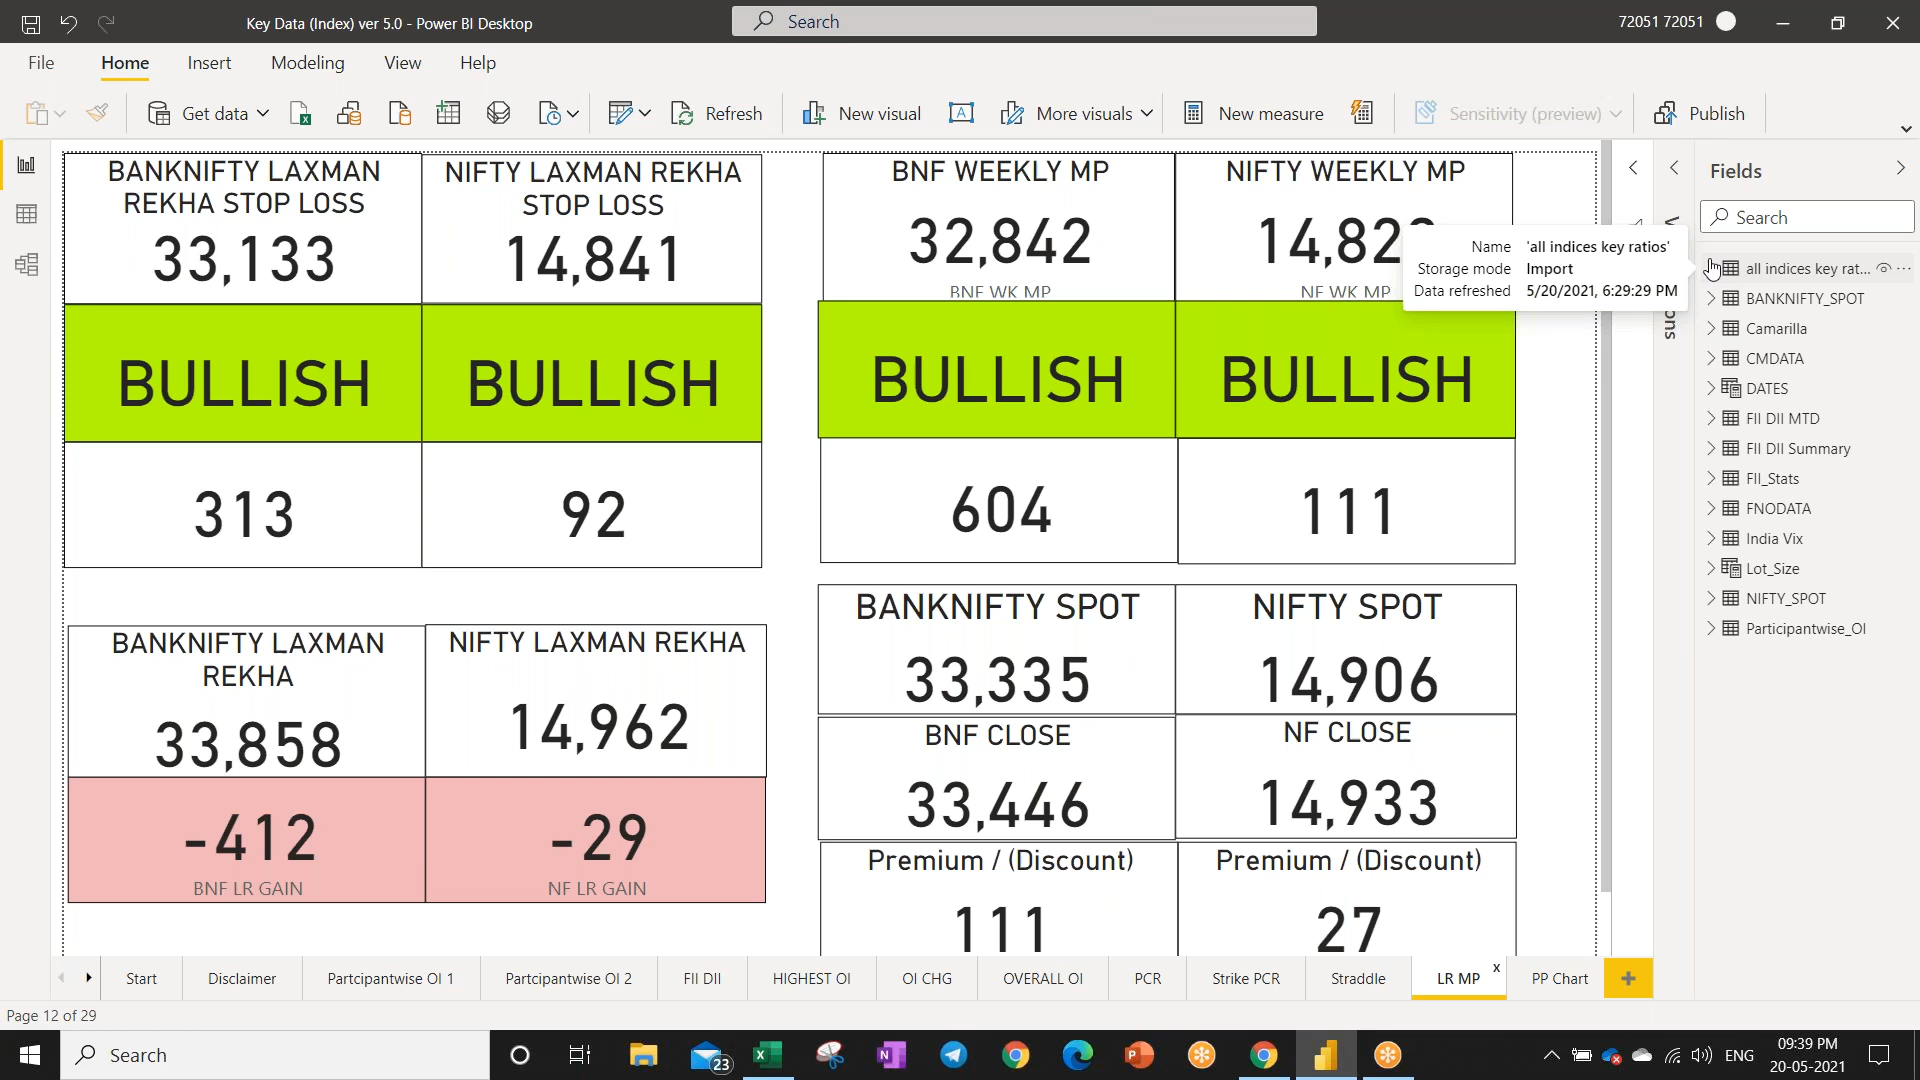 Key Data (Index) ver 5.0 - Power BI Desktop
Search
72051 72051
File
Home
Insert
Modeling
View
Help
Get data
Refresh
New visual
More visuals
New measure
Sensitivity (preview)
Publish
BANKNIFTY LAXMAN
REKHA STOP LOSS
33,133
NIFTY LAXMAN REKHA
STOP LOSS
14,841
BULLISH
BULLISH
313
92
BANKNIFTY LAXMAN
REKHA
33,858
NIFTY LAXMAN REKHA
14,962
-412
BNF LR GAIN
-29
NF LR GAIN
BNF WEEKLY MP
32,842
BNF WK MP
NIFTY WEEKLY MP
NF WK MP
BULLISH
BULLISH
604
111
BANKNIFTY SPOT
33,335
NIFTY SPOT
14,906
BNF CLOSE
33,446
NF CLOSE
14,933
Premium / (Discount)
111
Premium / (Discount)
27
Name 'all indices key ratios'
Storage mode Import
Data refreshed 5/20/2021, 6:29:29 PM
Fields
Search
all indices key rat...
BANKNIFTY_SPOT
Camarilla
CMDATA
DATES
FII DII MTD
FII DII Summary
FII_Stats
FNODATA
India Vix
Lot_Size
NIFTY_SPOT
Participantwise_OI
Start
Disclaimer
Partcipantwise OI 1
Partcipantwise OI 2
FII DII
HIGHEST OI
OI CHG
OVERALL OI
PCR
Strike PCR
Straddle
LR MP
PP Chart
Page 12 of 29
Search
23
ENG
09:39 PM
20-05-2021